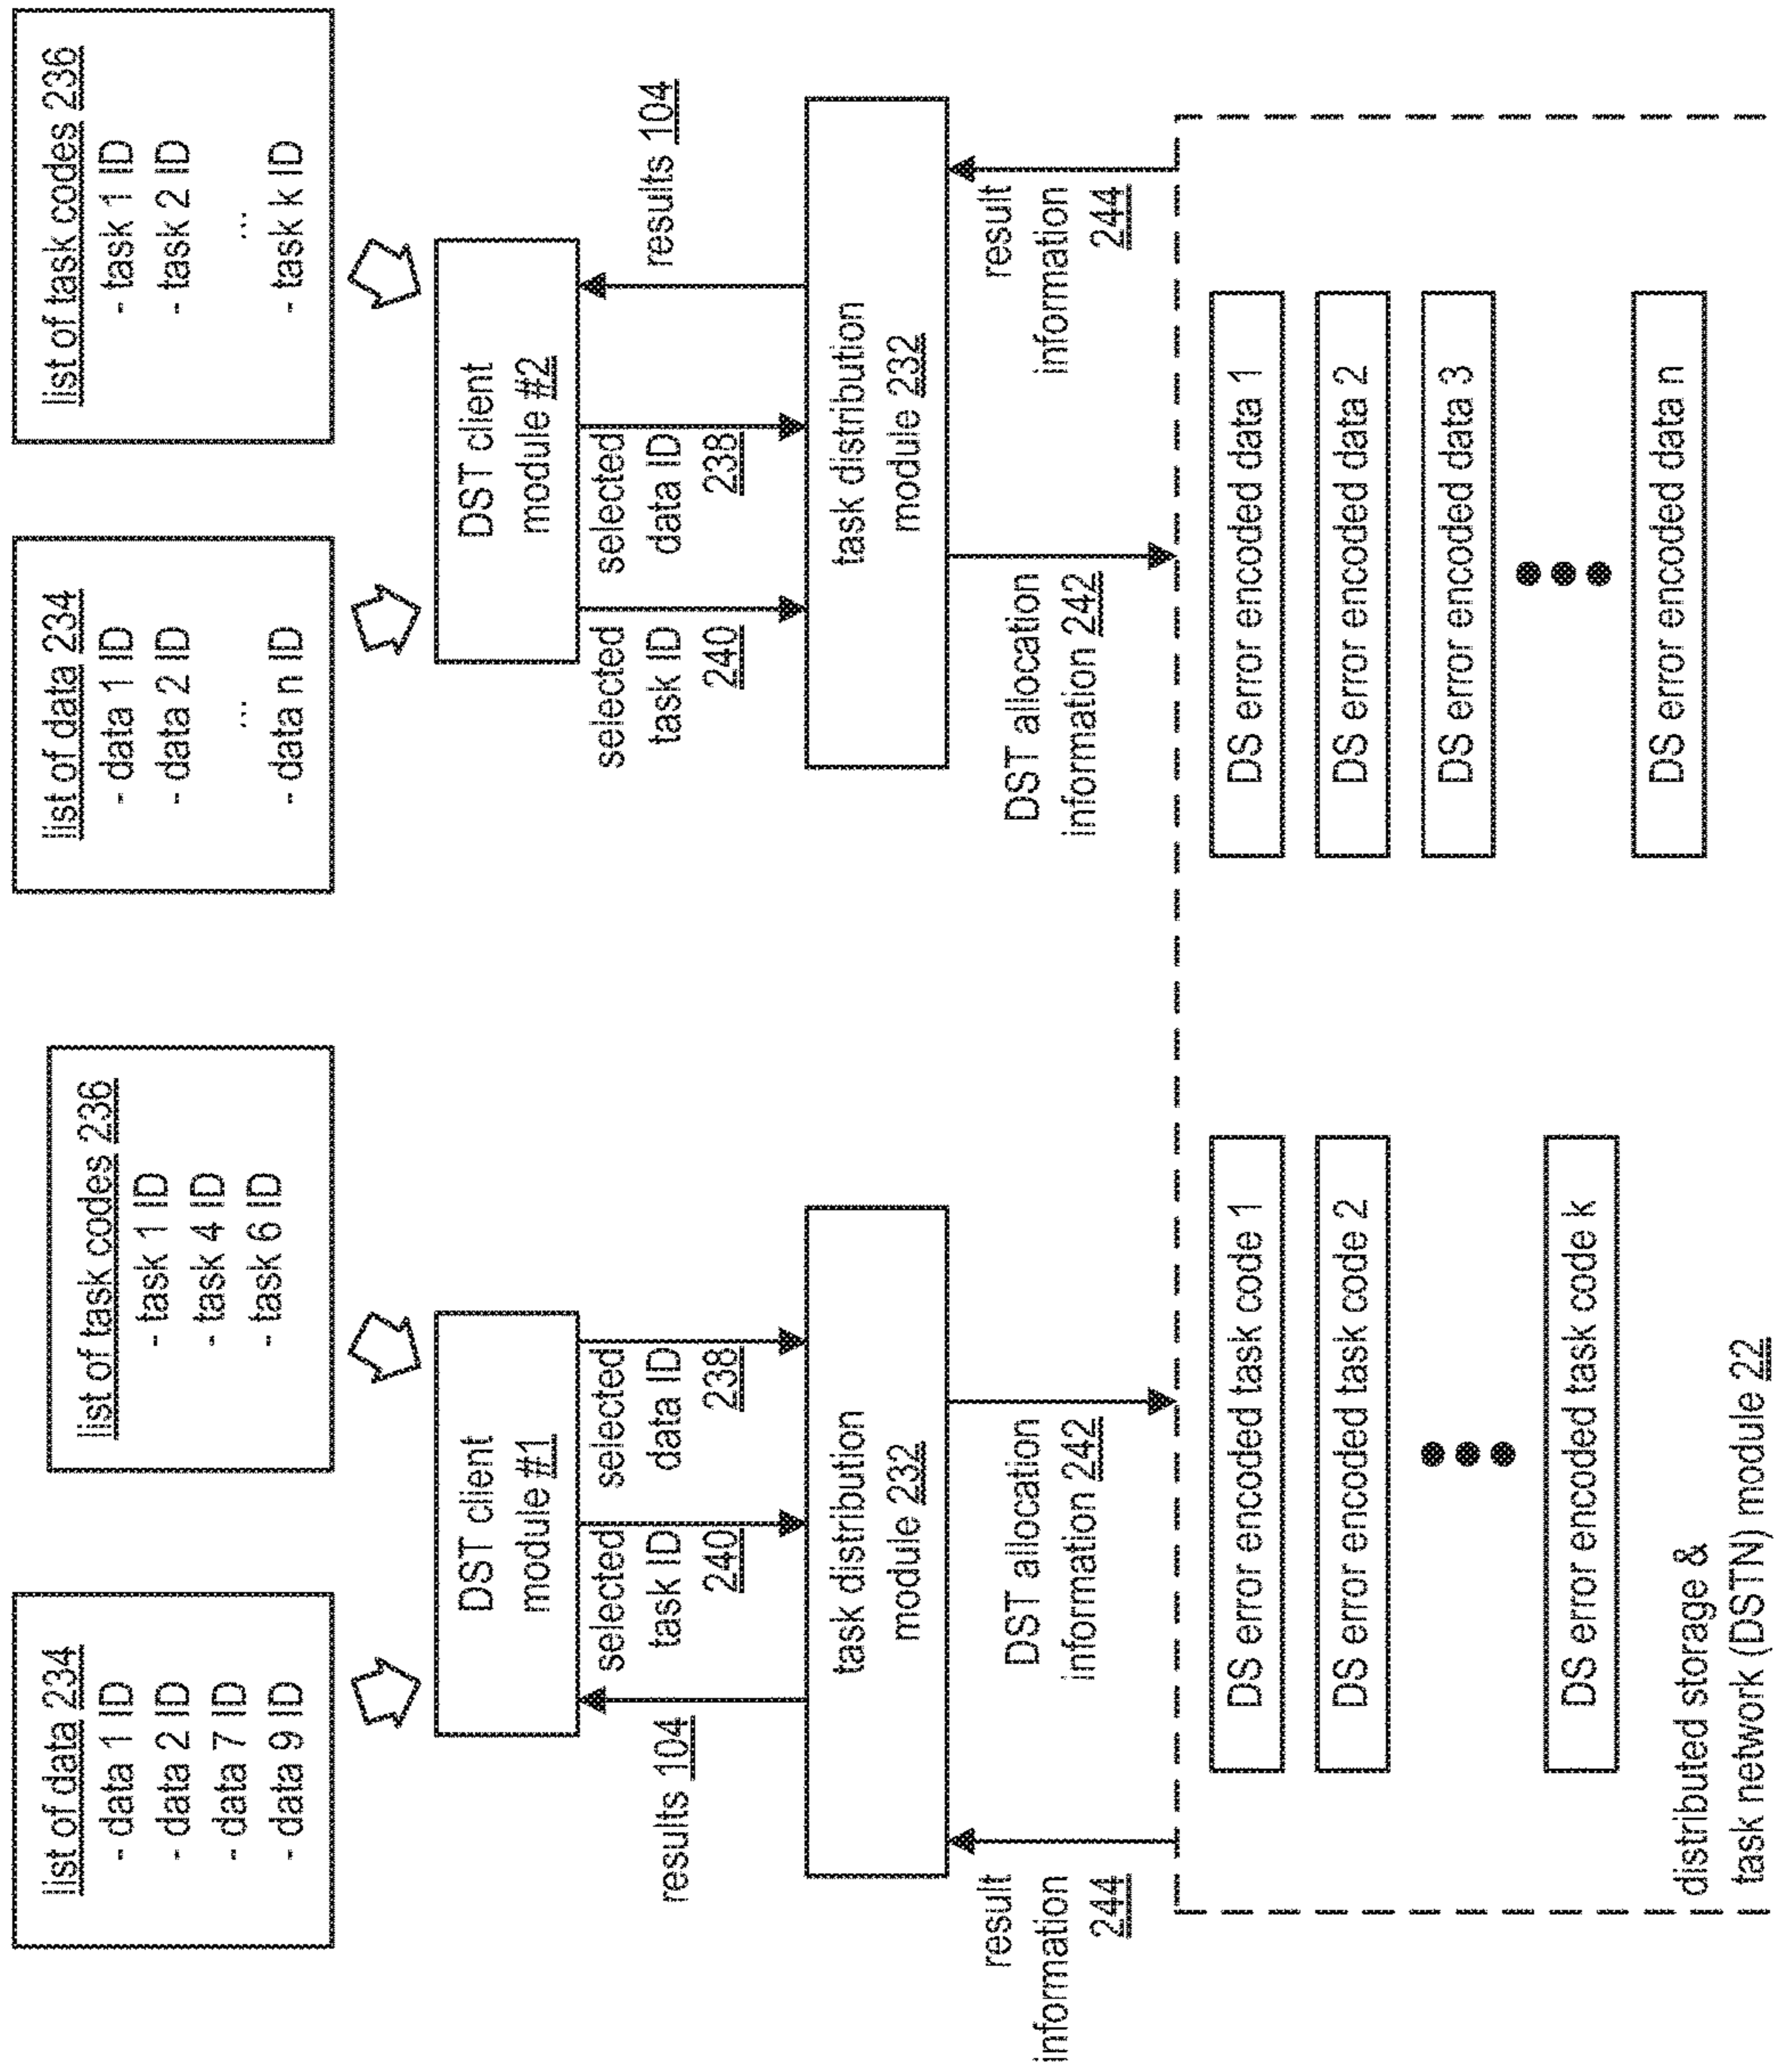 list of data 234
- data 1 ID
- data 2 ID
- data 7 ID
- data 9 ID
list of task codes 236
- task 1 ID
- task 4 ID
- task 6 ID
list of data 234
- data 1 ID
- data 2 ID
...
- data n ID
list of task codes 236
- task 1 ID
- task 2 ID
...
- task k ID
DST client
module #1
DST client
module #2
results 104
selected
task ID
240
selected
data ID
238
selected
task ID
240
selected
data ID
238
results 104
task distribution
module 232
task distribution
module 232
result
information
244
DST allocation
information 242
DST allocation
information 242
result
information
244
DS error encoded task code 1
DS error encoded task code 2
DS error encoded task code k
DS error encoded data 1
DS error encoded data 2
DS error encoded data 3
DS error encoded data n
distributed storage &
task network (DSTN) module 22